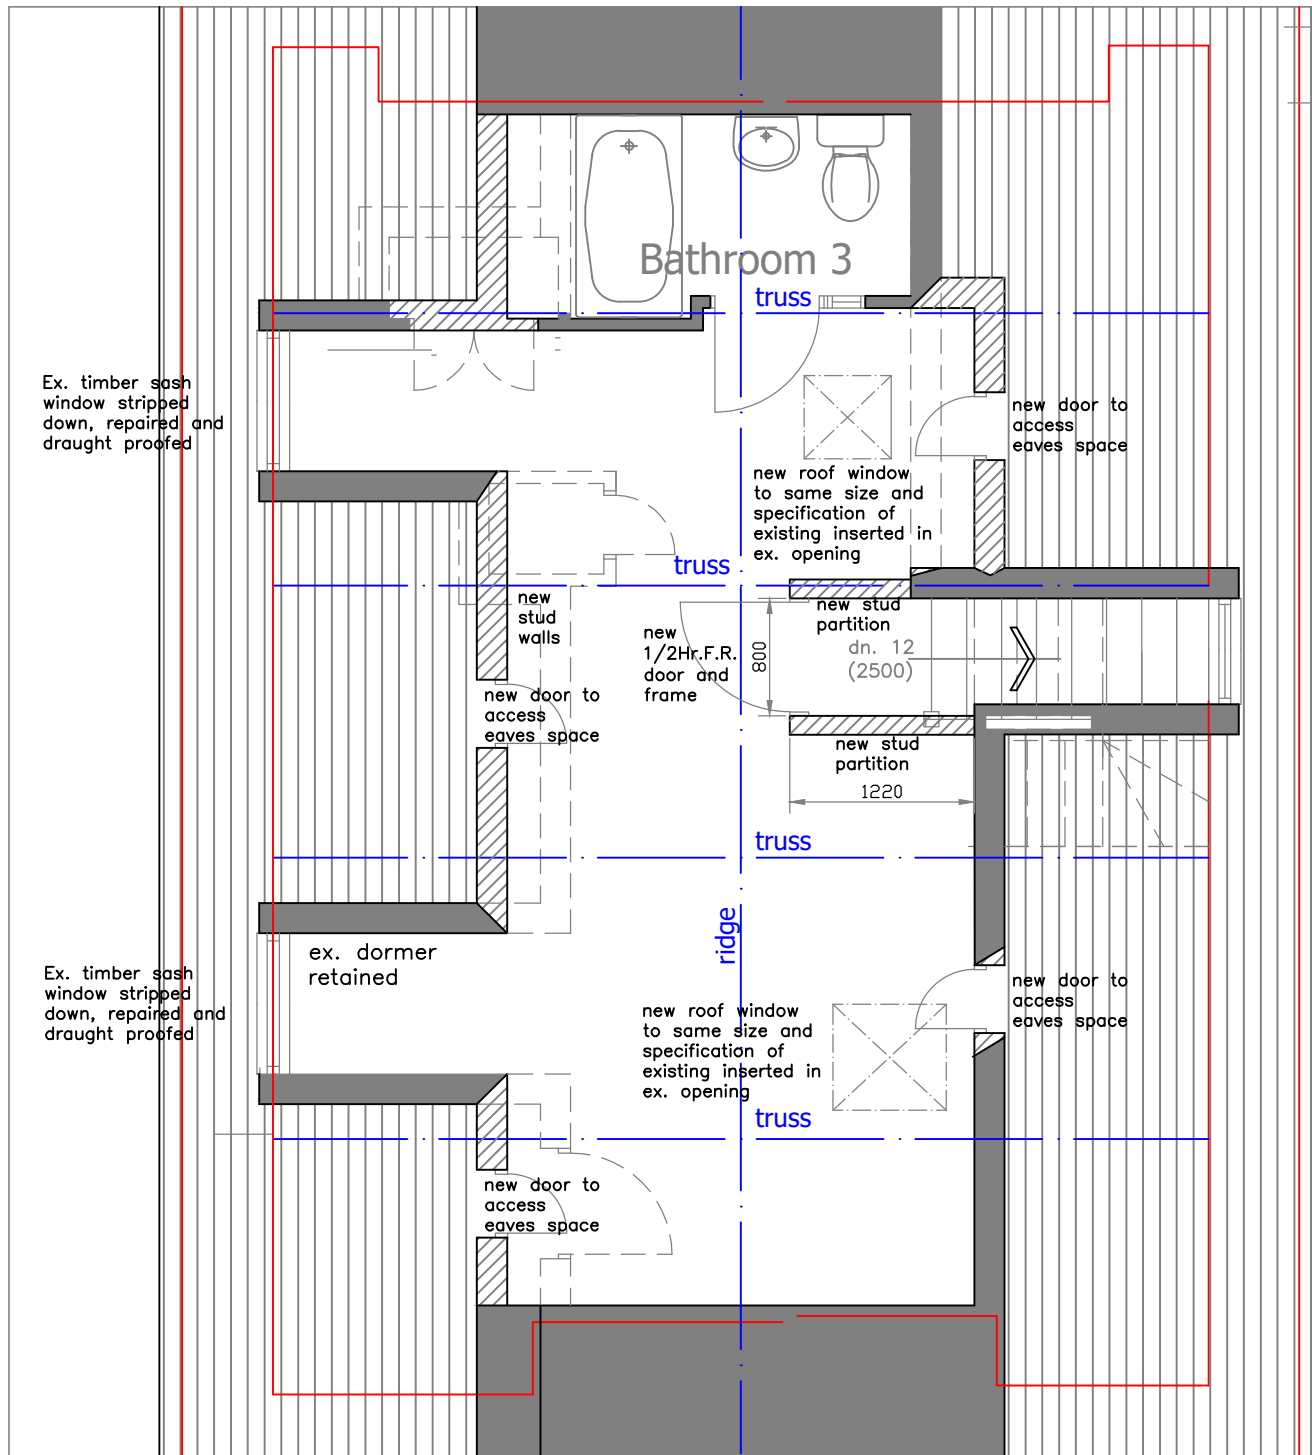 Bathroom 3
truss
Ex. timber sash
window stripped
down, repaired and
draught proofed
new door to
access
eaves space
new roof window
to same size and
specification of
existing inserted in
ex. opening
truss
new
stud
walls
new stud
partition
new
1/2Hr.F.R.
door and
frame
800
dn. 12
(2500)
new door to
access
eaves space
new stud
partition
1220
truss
ridge
ex. dormer
retained
Ex. timber sash
window stripped
down, repaired and
draught proofed
new door to
access
eaves space
new roof window
to same size and
specification of
existing inserted in
ex. opening
truss
new door to
access
eaves space